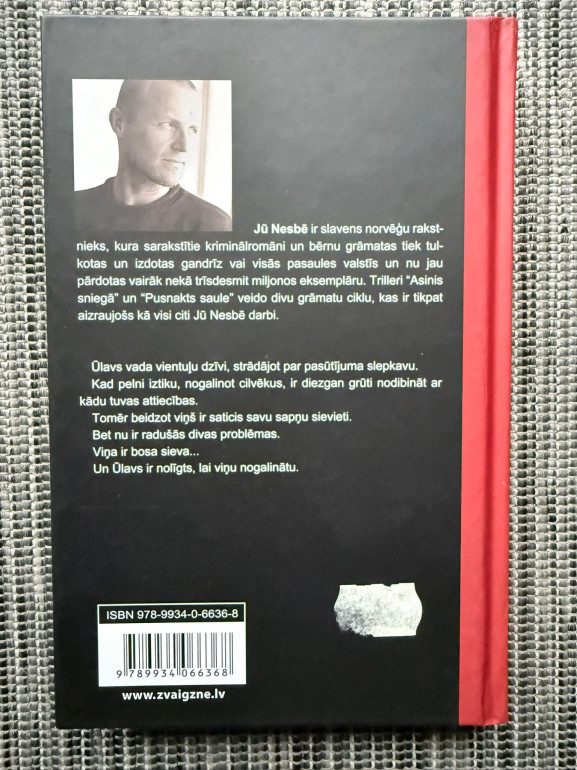 Jū Nesbē ir slavens norvēģu rakst-
nieks, kura sarakstītie kriminālromāni un bērnu grāmatas tiek tul-
kotas un izdotas gandrīz vai visās pasaules valstīs un nu jau
pārdotas vairāk nekā trīsdesmit miljonos eksemplāru. Trilleri “Asinis
sniegā” un “Pusnakts saule” veido divu grāmatu ciklu, kas ir tikpat
aizraujošs kā visi citi Jū Nesbē darbi.
Ūlavs vada vientuļu dzīvi, strādājot par pasūtījuma slepkavu.
Kad pelni iztiku, nogalinot cilvēkus, ir diezgan grūti nodibināt ar
kādu tuvas attiecības.
Tomēr beidzot viņš ir saticis savu sapņu sievieti.
Bet nu ir radušās divas problēmas.
Viņa ir bosa sieva...
Un Ūlavs ir nolīgts, lai viņu nogalinātu.
ISBN 978-9934-0-6636-8
9 789934 066368
www.zvaigzne.lv